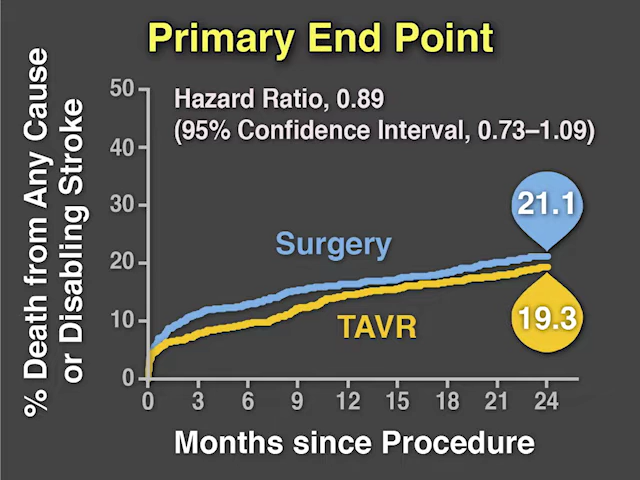 Primary End Point
% Death from Any Cause
or Disabling Stroke
50
40
30
20
10
0
Hazard Ratio, 0.89
(95% Confidence Interval, 0.73–1.09)
21.1
Surgery
TAVR
19.3
0 3 6 9 12 15 18 21 24
Months since Procedure